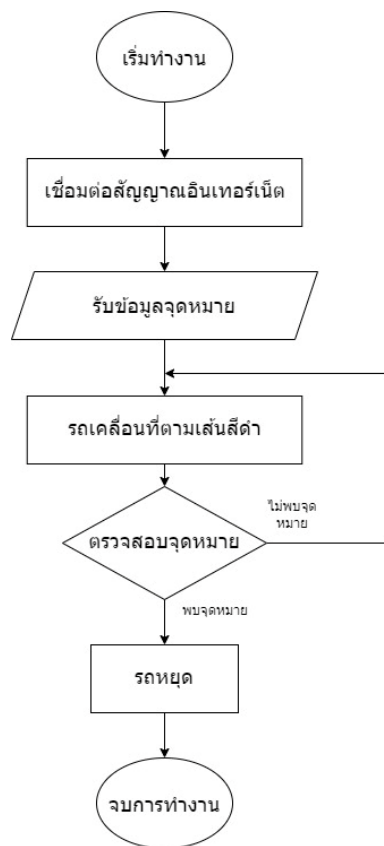 เริ่มทำงาน
เชื่อมต่อสัญญาณอินเทอร์เน็ต
รับข้อมูลจุดหมาย
รถเคลื่อนที่ตามเส้นสีดำ
ไม่พบจุด
หมาย
ตรวจสอบจุดหมาย
พบจุดหมาย
รถหยุด
จบการทำงาน